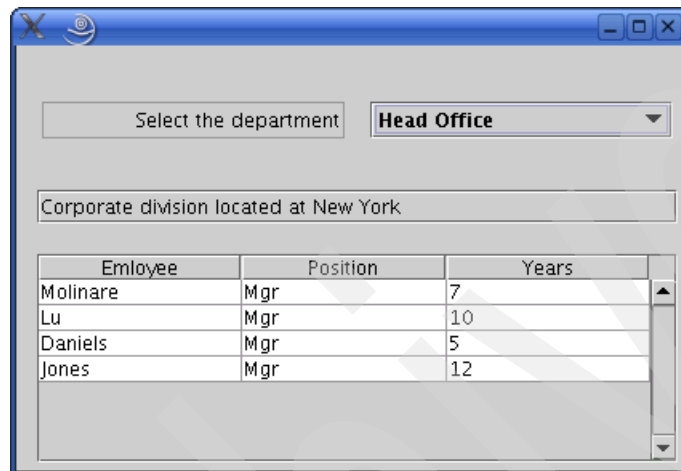 Select the department Head Office
Corporate division located at New York
Emloyee Position Years
Molinare Mgr 7
Lu Mgr 10
Daniels Mgr 5
Jones Mgr 12